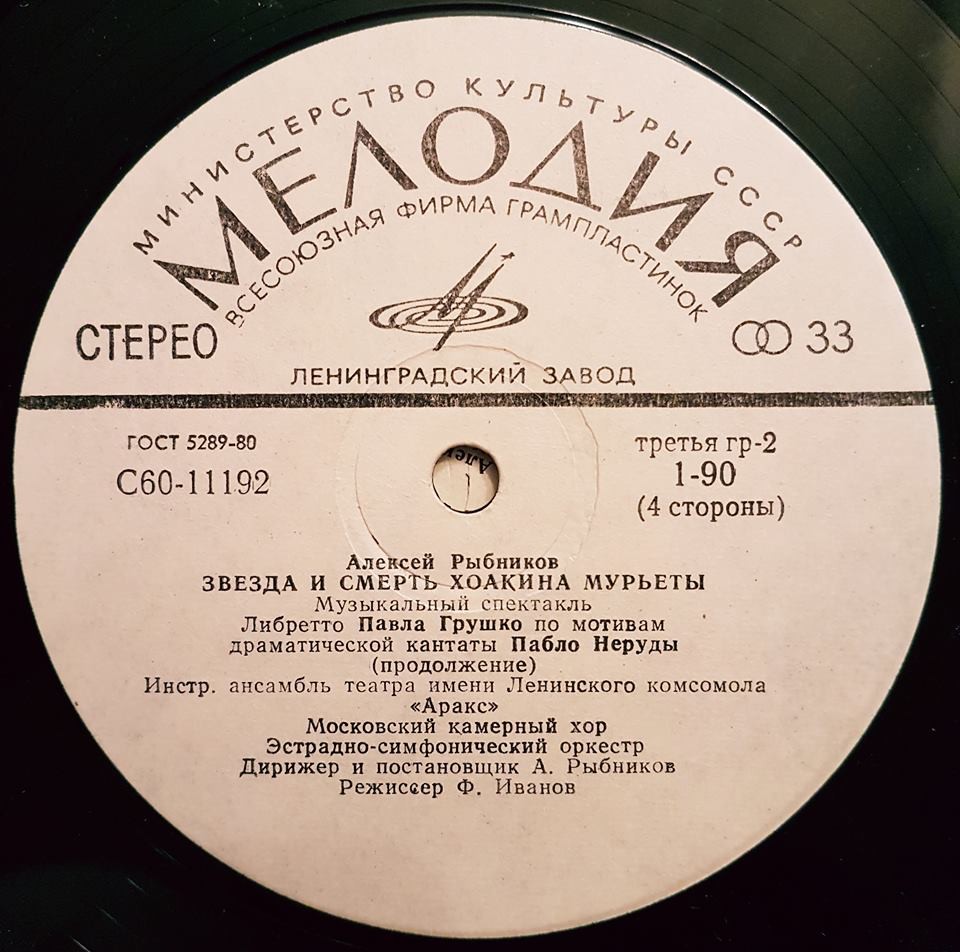 МИНИСТЕРСТВО КУЛЬТУРЫ СССР
МЕЛОДИЯ
ВСЕСОЮЗНАЯ ФИРМА ГРАМПЛАСТИНОК
СТЕРЕО
33
ЛЕНИНГРАДСКИЙ ЗАВОД
ГОСТ 5289-80
С60-11192
третья гр-2
1-90
(4 стороны)
Алексей Рыбников
ЗВЕЗДА И СМЕРТЬ ХОАКИНА МУРЬЕТЫ
Музыкальный спектакль
Либретто Павла Грушко по мотивам
драматической кантаты Пабло Неруды
(продолжение)
Инстр. ансамбль театра имени Ленинского комсомола
«Аракс»
Московский камерный хор
Эстрадно-симфонический оркестр
Дирижер и постановщик А. Рыбников
Режиссер Ф. Иванов